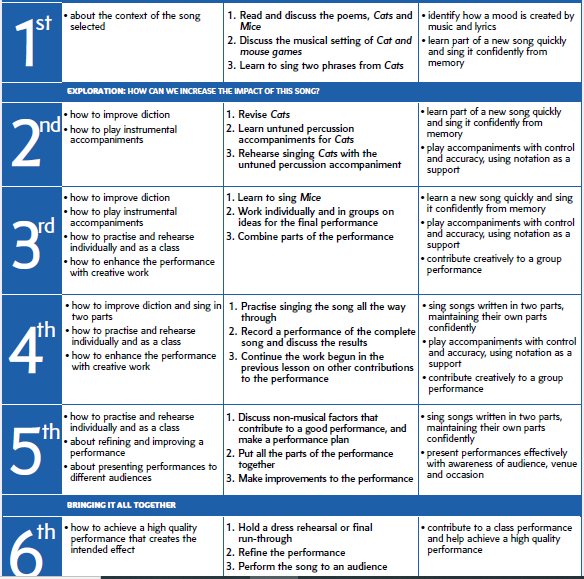 1st
• about the context of the song
selected
1. Read and discuss the poems, Cats and
Mice
2. Discuss the musical setting of Cat and
mouse games
3. Learn to sing two phrases from Cats
• identify how a mood is created by
music and lyrics
• learn part of a new song quickly
and sing it confidently from
memory
EXPLORATION: HOW CAN WE INCREASE THE IMPACT OF THIS SONG?
2nd
• how to improve diction
• how to play instrumental
accompaniments
1. Revise Cats
2. Learn untuned percussion
accompaniments for Cats
3. Rehearse singing Cats with the
untuned percussion accompaniment
• learn part of a new song quickly
and sing it confidently from
memory
• play accompaniments with control
and accuracy, using notation as a
support
3rd
• how to improve diction
• how to play instrumental
accompaniments
• how to practise and rehearse
individually and as a class
• how to enhance the performance
with creative work
1. Learn to sing Mice
2. Work individually and in groups on
ideas for the final performance
3. Combine parts of the performance
• learn a new song quickly and sing
it confidently from memory
• play accompaniments with control
and accuracy, using notation as a
support
• contribute creatively to a group
performance
4th
• how to improve diction and sing in
two parts
• how to practise and rehearse
individually and as a class
• how to enhance the performance
with creative work
1. Practise singing the song all the way
through
2. Record a performance of the complete
song and discuss the results
3. Continue the work begun in the
previous lesson on other contributions
to the performance
• sing songs written in two parts,
maintaining their own parts
confidently
• play accompaniments with control
and accuracy, using notation as a
support
• contribute creatively to a group
performance
5th
• how to practise and rehearse
individually and as a class
• about refining and improving a
performance
• about presenting performances to
different audiences
1. Discuss non-musical factors that
contribute to a good performance, and
make a performance plan
2. Put all the parts of the performance
together
3. Make improvements to the performance
• sing songs written in two parts,
maintaining their own parts
confidently
• present performances effectively
with awareness of audience, venue
and occasion
BRINGING IT ALL TOGETHER
6th
• how to achieve a high quality
performance that creates the
intended effect
1. Hold a dress rehearsal or final
run-through
2. Refine the performance
3. Perform the song to an audience
• contribute to a class performance
and help achieve a high quality
performance